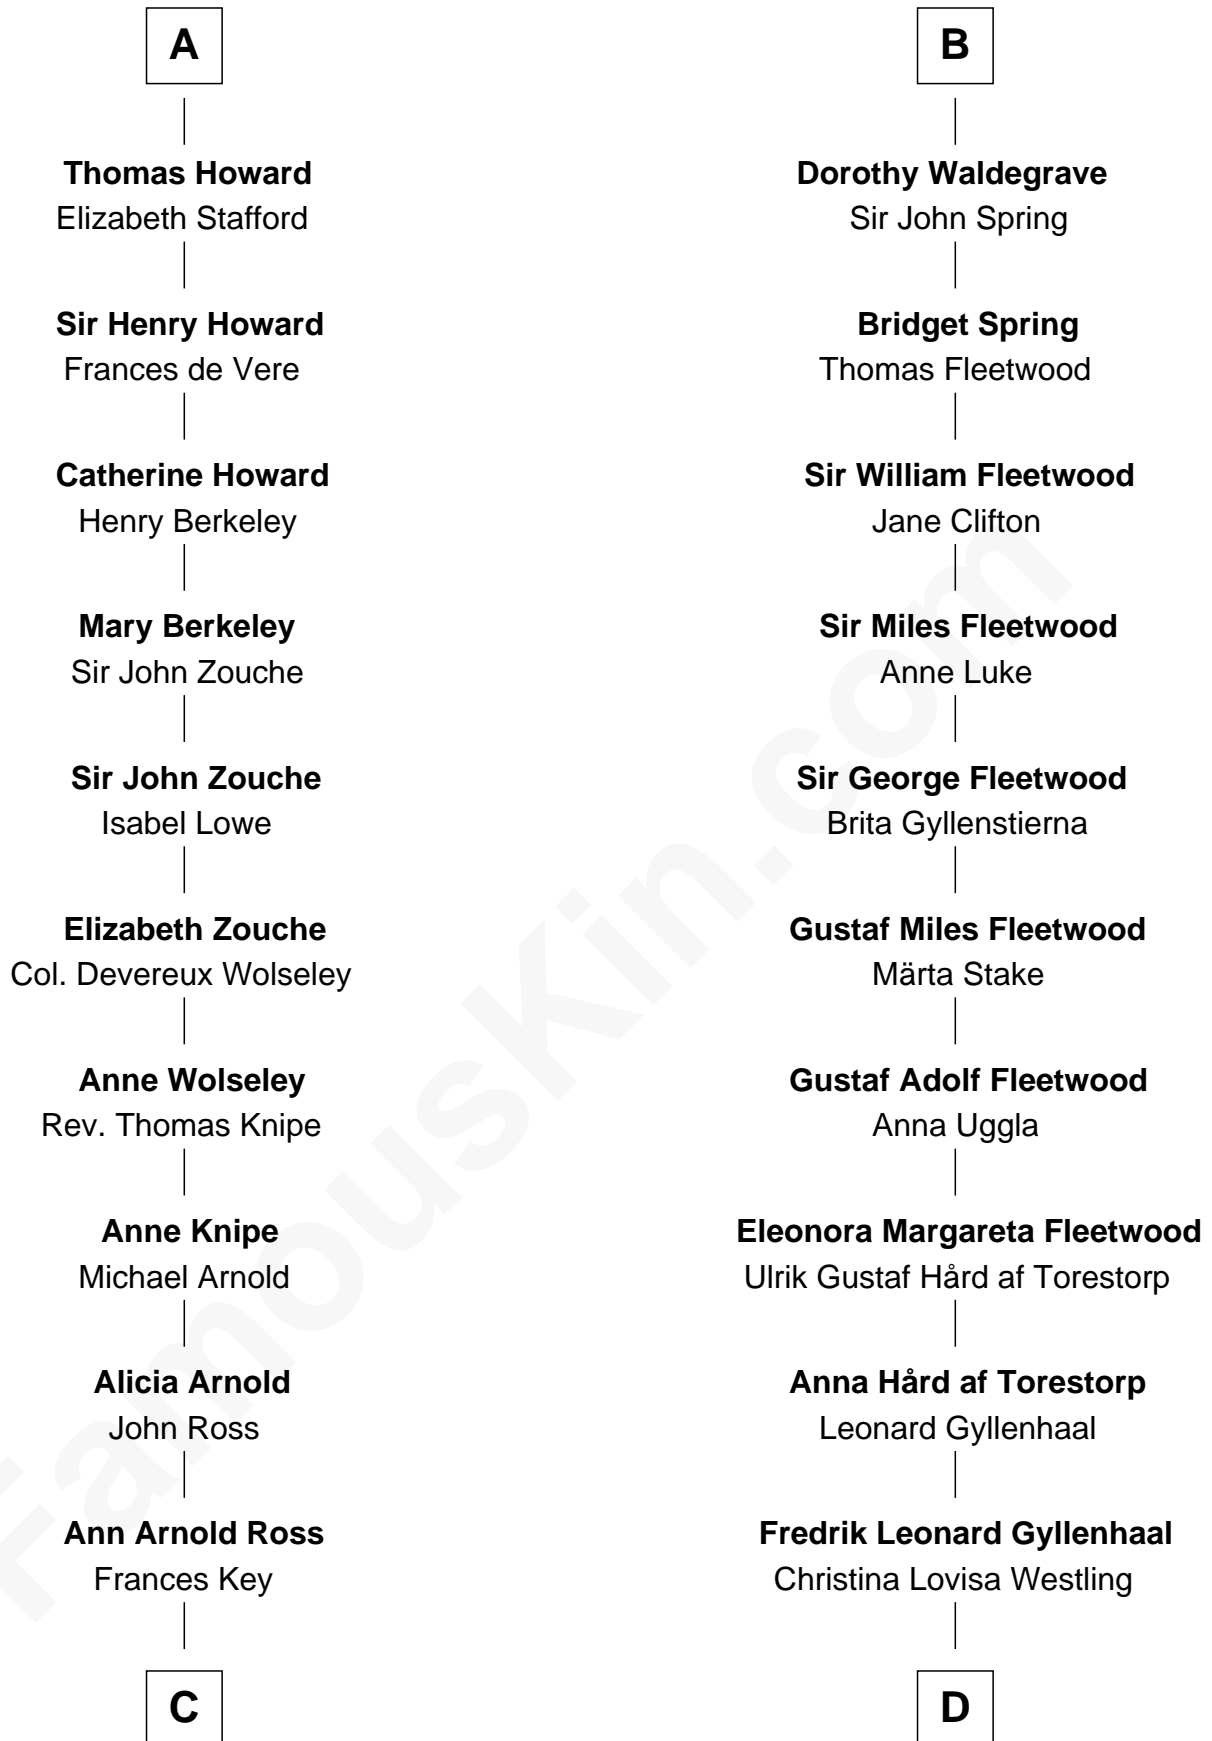 A
Thomas Howard
Elizabeth Stafford
Sir Henry Howard
Frances de Vere
Catherine Howard
Henry Berkeley
Mary Berkeley
Sir John Zouche
Sir John Zouche
Isabel Lowe
Elizabeth Zouche
Col. Devereux Wolseley
Anne Wolseley
Rev. Thomas Knipe
Anne Knipe
Michael Arnold
Alicia Arnold
John Ross
Ann Arnold Ross
Frances Key
C
B
Dorothy Waldegrave
Sir John Spring
Bridget Spring
Thomas Fleetwood
Sir William Fleetwood
Jane Clifton
Sir Miles Fleetwood
Anne Luke
Sir George Fleetwood
Brita Gyllenstierna
Gustaf Miles Fleetwood
Märta Stake
Gustaf Adolf Fleetwood
Anna Uggla
Eleonora Margareta Fleetwood
Ulrik Gustaf Hård af Torestorp
Anna Hård af Torestorp
Leonard Gyllenhaal
Fredrik Leonard Gyllenhaal
Christina Lovisa Westling
D
FamousKin.com